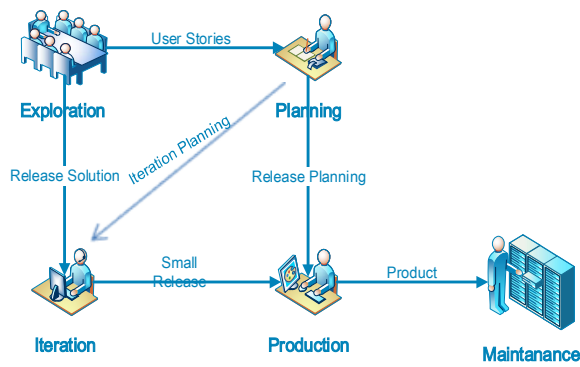 User Stories
Exploration
Planning
Iteration Planning
Release Solution
Release Planning
Small
Release
Product
Iteration
Production
Maintanance